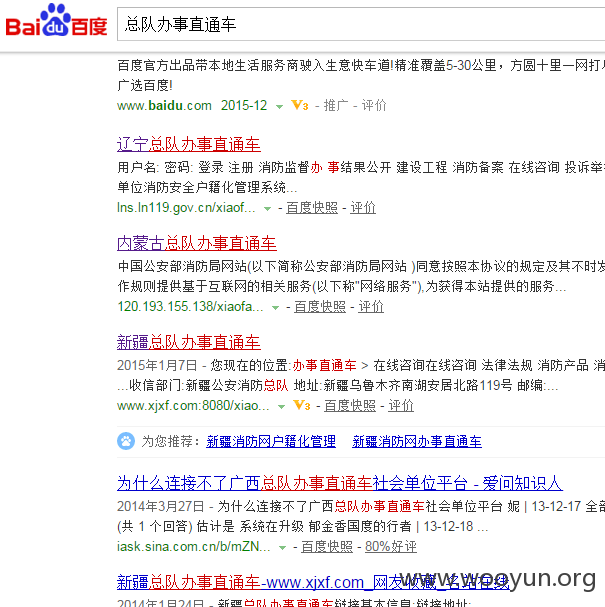 Bai du 百度
总队办事直通车
百度官方出品带本地生活服务商驶入生意快车道!精准覆盖5-30公里，方圆十里一网打
广选百度!
www.baidu.com 2015-12 V3 - 推广 - 评价
辽宁总队办事直通车
用户名: 密码: 登录 注册 消防监督办 事结果公开 建设工程 消防备案 在线咨询 投诉举
单位消防安全户籍化管理系统...
lns.ln119.gov.cn/xiaof... - 百度快照 - 评价
内蒙古总队办事直通车
中国公安部消防局网站(以下简称公安部消防局网站 )同意按照本协议的规定及其不时发
作规则提供基于互联网的相关服务(以下称"网络服务"),为获得本站提供的服务...
120.193.155.138/xiaofa... - 百度快照 - 评价
新疆总队办事直通车
2015年1月7日 - 您现在的位置:办事直通车 > 在线咨询在线咨询 法律法规 消防产品 消
...收信部门:新疆公安消防总队 地址:新疆乌鲁木齐南湖安居北路119号 邮编:...
www.xjxf.com:8080/xiao... V3 - 百度快照 - 评价
为您推荐: 新疆消防网户籍化管理 新疆消防网办事直通车
为什么连接不了广西总队办事直通车社会单位平台 - 爱问知识人
2014年3月27日 - 为什么连接不了广西总队办事直通车社会单位平台 妮 | 13-12-17 全部
(共 1 个回答) 估计是 系统在升级 郁金香国度的行者 | 13-12-18 ...
iask.sina.com.cn/b/mZN... - 百度快照 - 80%好评
新疆总队办事直通车-www.xjxf.com_网友收藏_名站在线
www.wooyun.org
2014年1月24日 - 新疆总队办事直通车链接基本信息;链接地址: